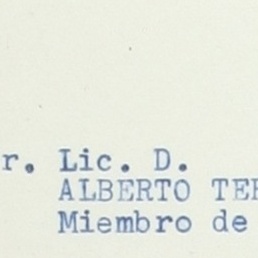 r. Lic. D.
ALBERTO TE
Miembro de